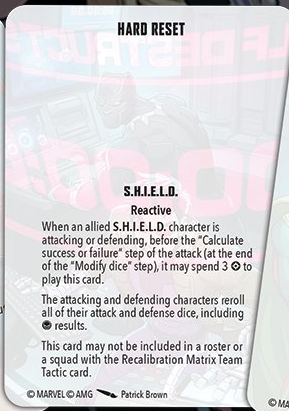 HARD RESET
S.H.I.E.L.D.
Reactive
When an allied S.H.I.E.L.D. character is
attacking or defending, before the “Calculate
success or failure” step of the attack (at the end
of the “Modify dice” step), it may spend 3 to
play this card.
The attacking and defending characters reroll
all of their attack and defense dice, including
results.
This card may not be included in a roster or
a squad with the Recalibration Matrix Team
Tactic card.
© MARVEL © AMG Patrick Brown
© MA